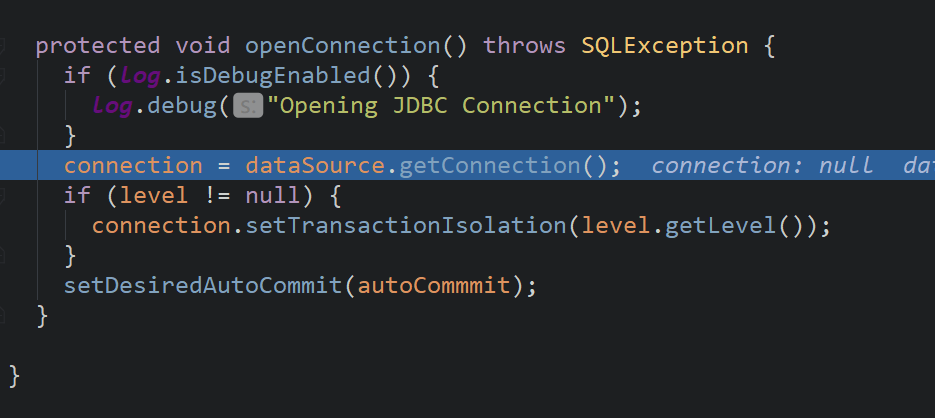 protected void openConnection() throws SQLException {
if (log.isDebugEnabled()) {
log.debug( s: "Opening JDBC Connection");
}
connection = dataSource.getConnection(); connection: null
if (level != null) {
connection.setTransactionIsolation(level.getLevel());
}
setDesiredAutoCommit(autoCommmit);
}
}